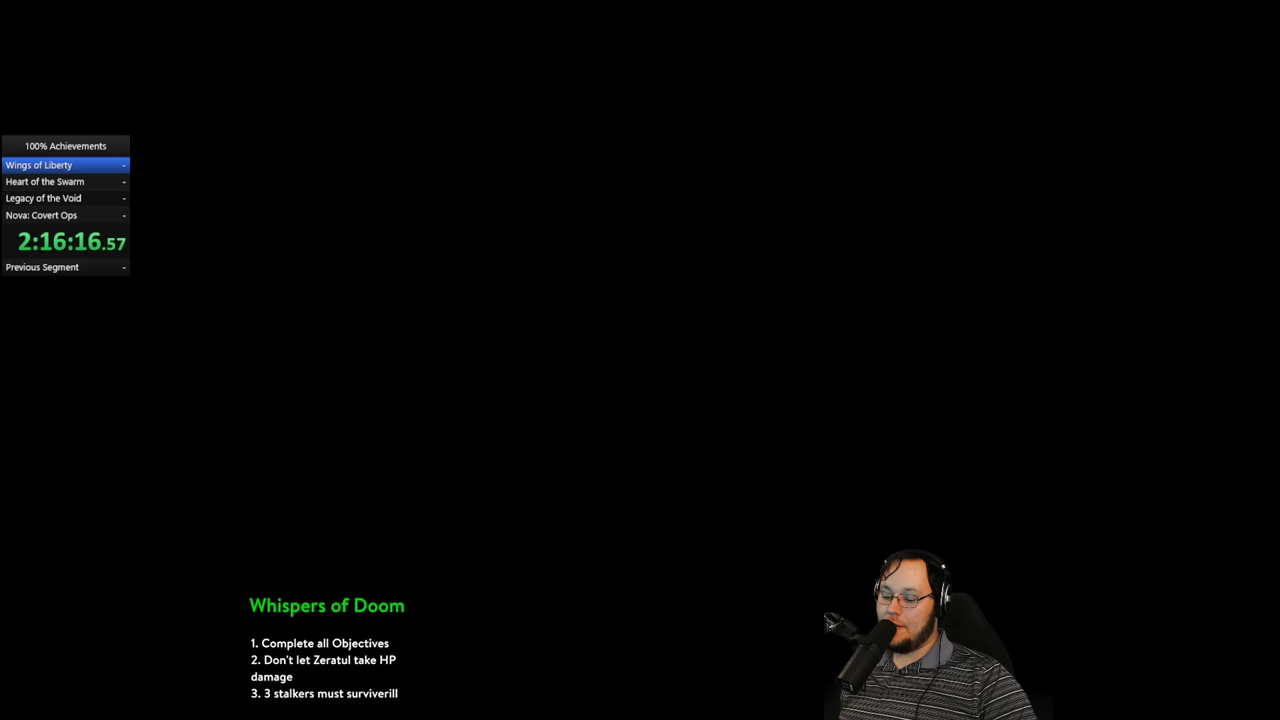 100% Achievements
Wings of Liberty -
Heart of the Swarm -
Legacy of the Void -
Nova: Covert Ops -
2:16:16.57
Previous Segment -
Whispers of Doom
1. Complete all Objectives
2. Don't let Zeratul take HP
damage
3. 3 stalkers must surviverill